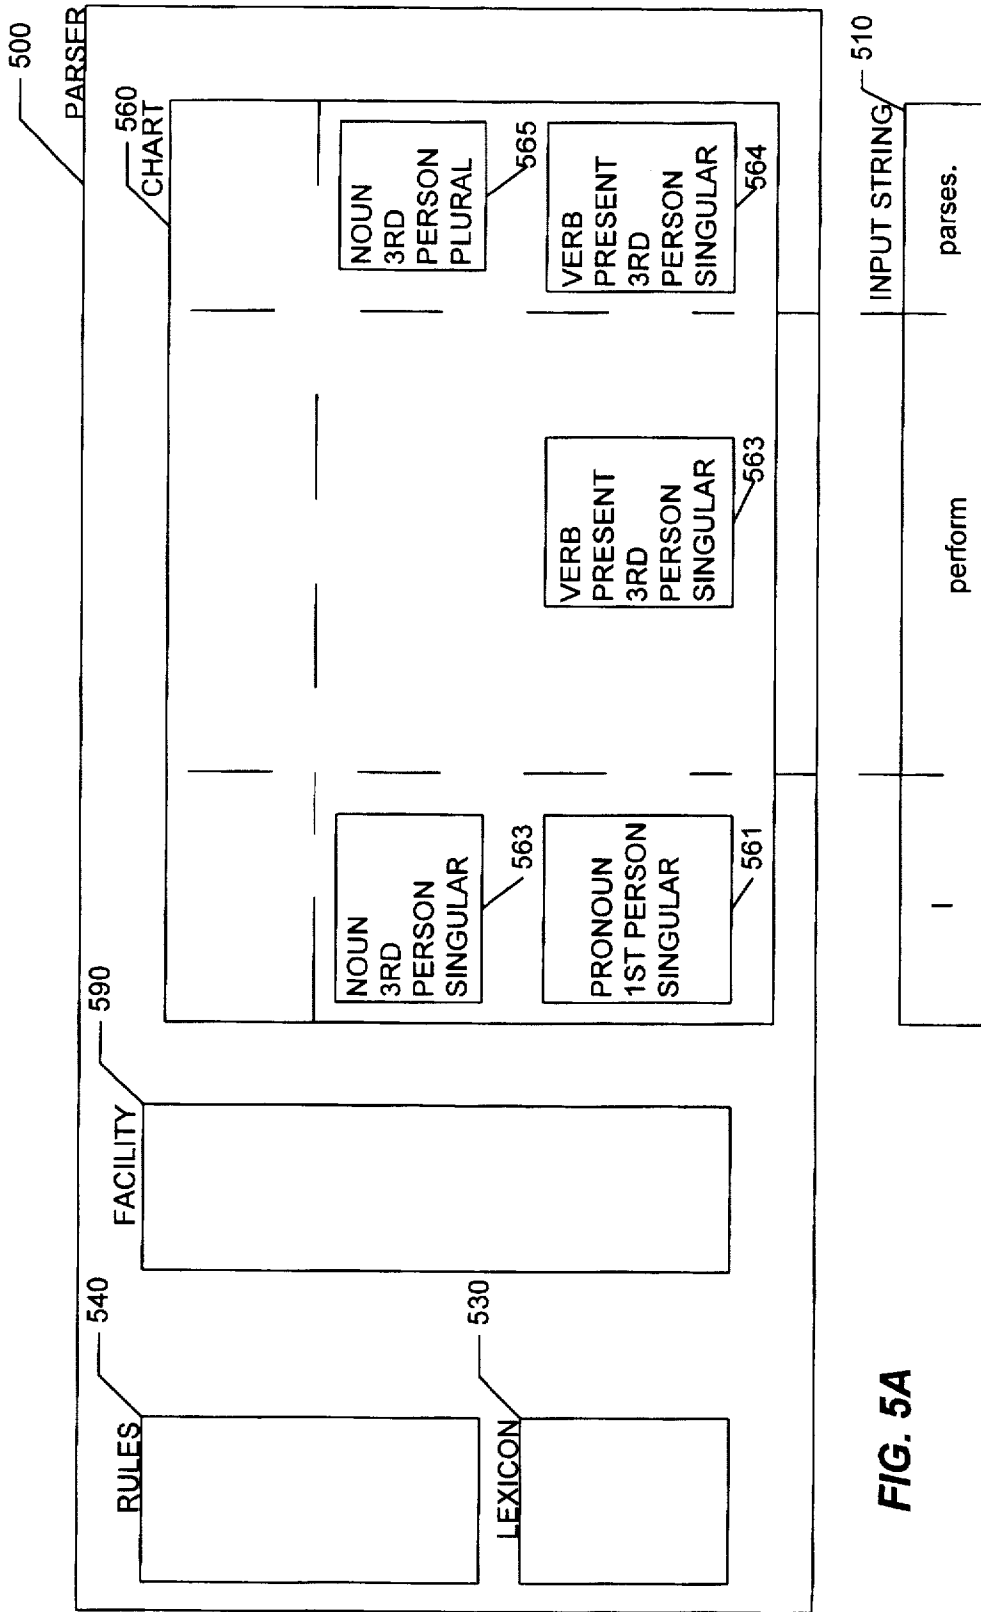 500
PARSER
RULES
540
FACILITY
590
560
CHART
LEXICON
530
NOUN
3RD
PERSON
SINGULAR
563
PRONOUN
1ST PERSON
SINGULAR
561
VERB
PRESENT
3RD
PERSON
SINGULAR
563
NOUN
3RD
PERSON
PLURAL
565
VERB
PRESENT
3RD
PERSON
SINGULAR
564
INPUT STRING
510
I
perform
parses.
FIG. 5A